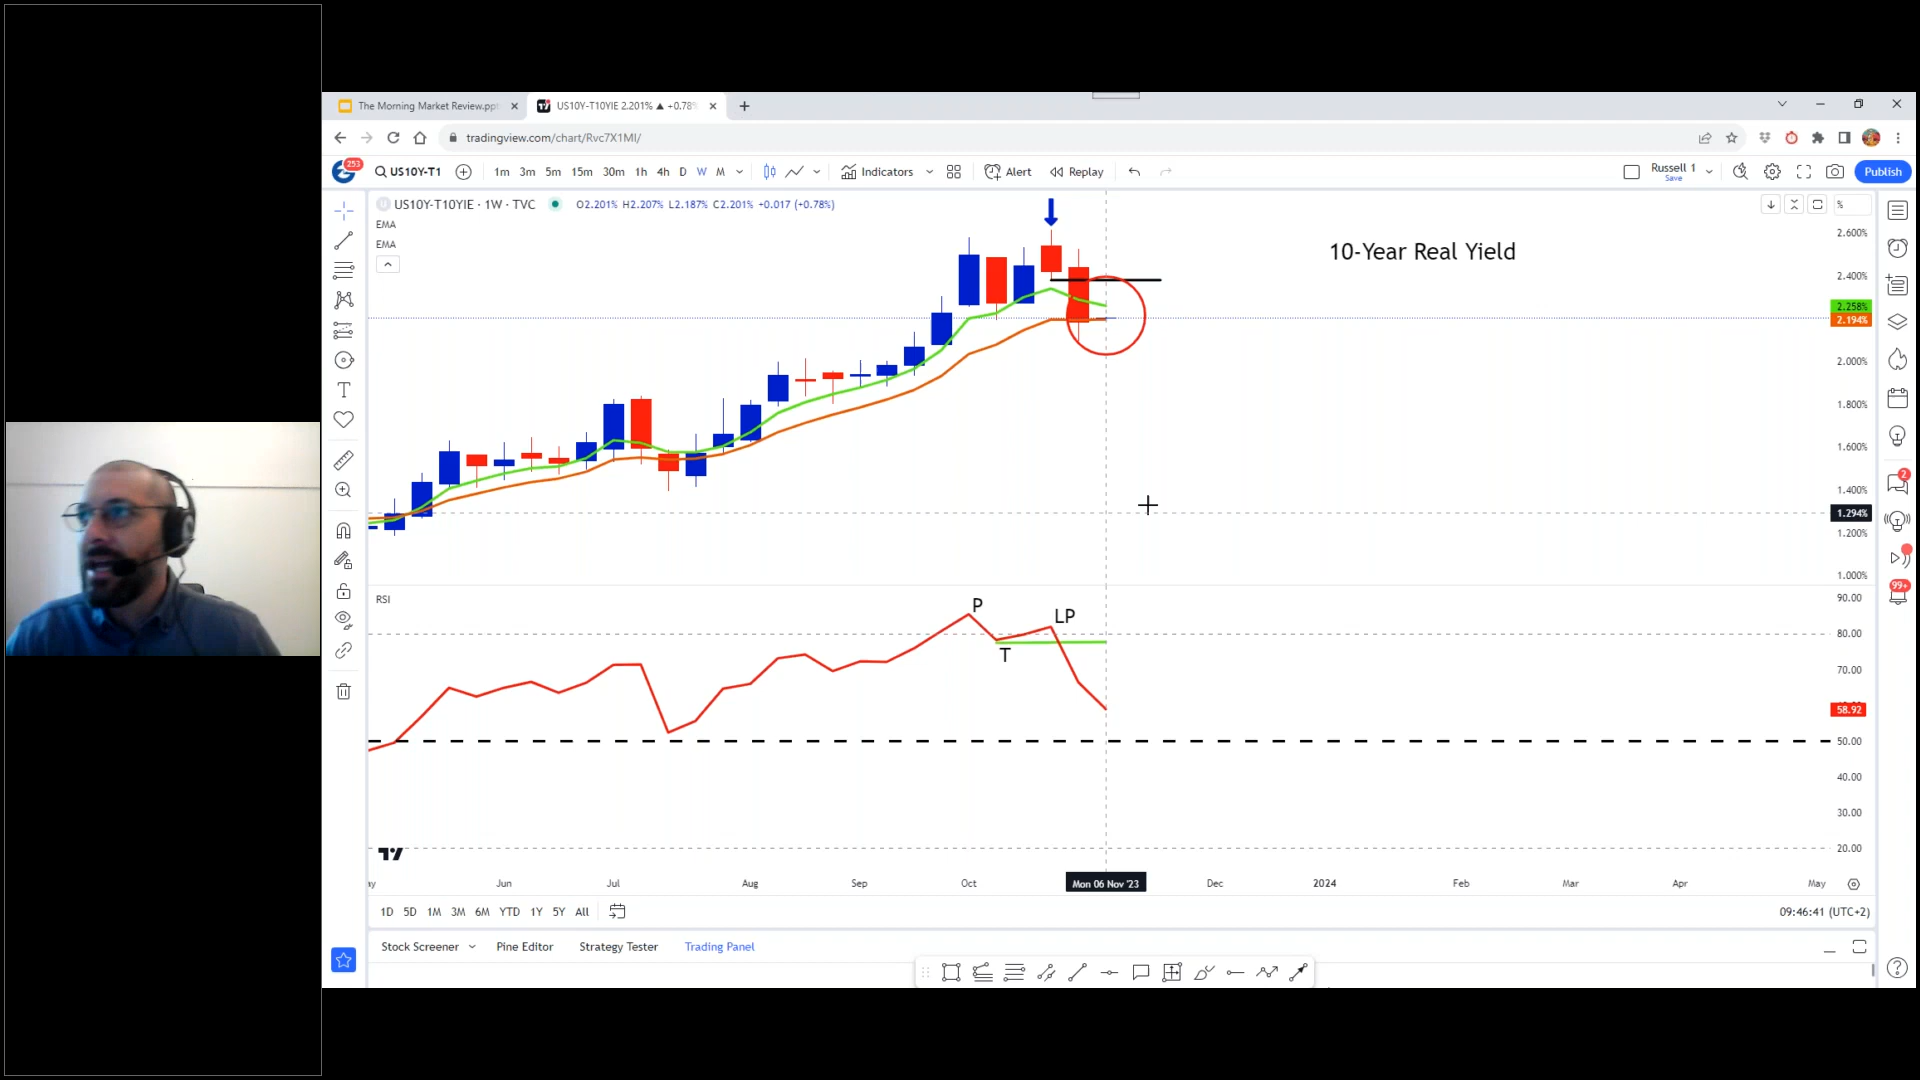 The Morning Market Review.ppt
US10Y-T10YIE 2.201% ▲ +0.78%
tradingview.com/chart/Rvc7X1MI/
253
US10Y-T1
1m 3m 5m 15m 30m 1h 4h D W M
Indicators
Alert
Replay
Russell 1
Save
Publish
US10Y-T10YIE · 1W · TVC
O2.201% H2.207% L2.187% C2.201% +0.017 (+0.78%)
%
EMA
EMA
10-Year Real Yield
2.600%
2.400%
2.258%
2.194%
2.000%
1.800%
1.600%
1.400%
1.294%
1.200%
1.000%
2
99+
RSI
P
LP
T
90.00
80.00
70.00
58.92
50.00
40.00
30.00
20.00
ay Jun Jul Aug Sep Oct Mon 06 Nov '23 Dec 2024 Feb Mar Apr May
1D 5D 1M 3M 6M YTD 1Y 5Y All
09:46:41 (UTC+2)
Stock Screener Pine Editor Strategy Tester Trading Panel